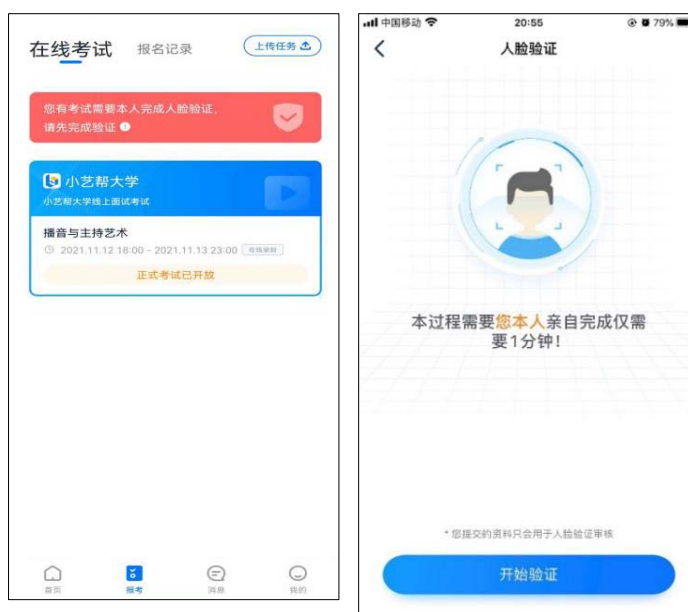 在线考试 报名记录 上传任务
您有考试需要本人完成人脸验证,
请先完成验证
小艺帮大学
小艺帮大学线上面试考试
播音与主持艺术
2021.11.12 18:00 - 2021.11.13 23:00 在线录制
正式考试已开放
首页 报考 消息 我的
中国移动 20:55 79%
人脸验证
本过程需要您本人亲自完成仅需
要1分钟!
* 您提交的资料只会用于人脸验证审核
开始验证